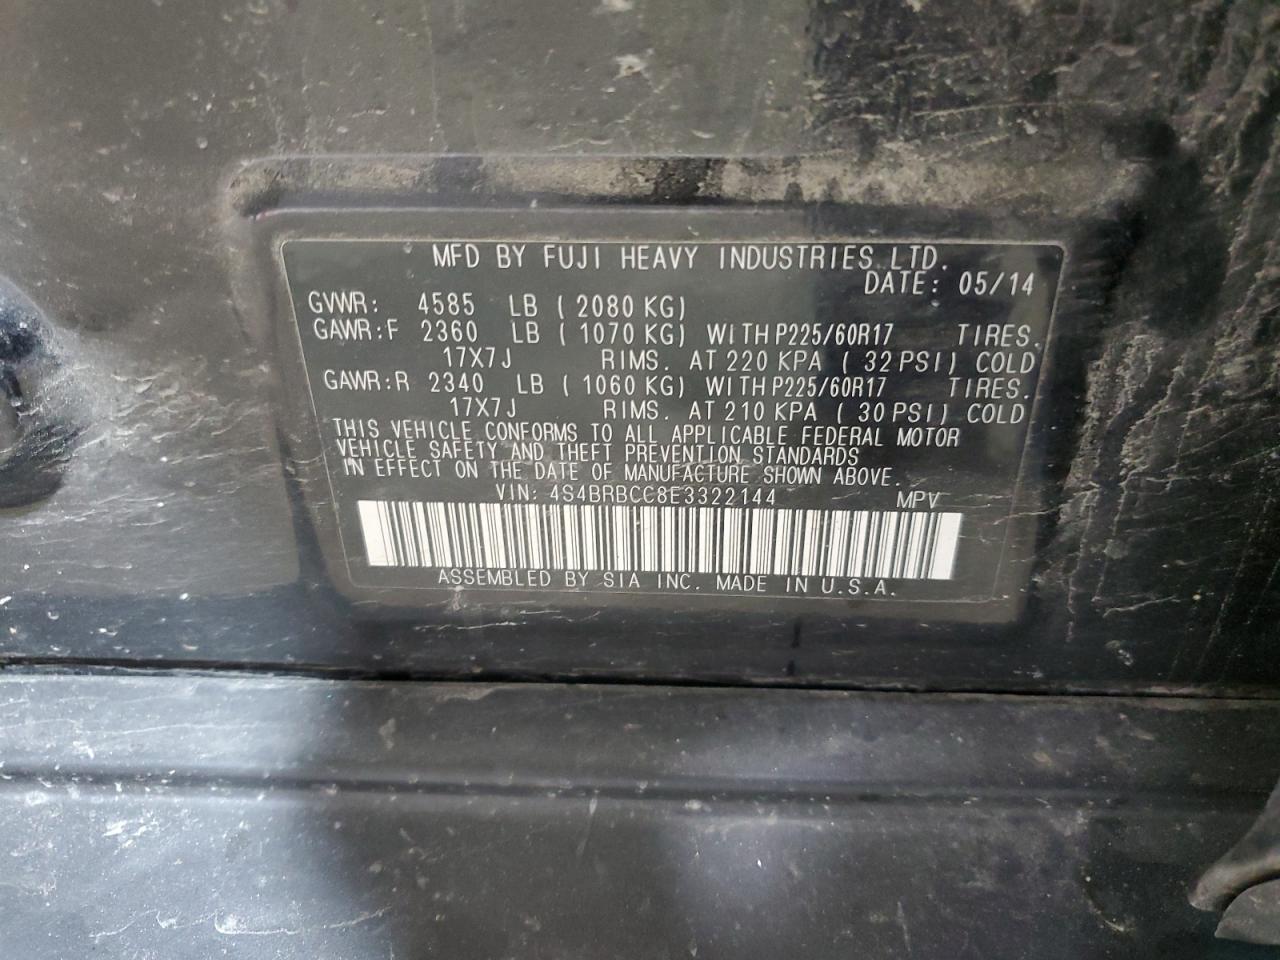 MFD BY FUJI HEAVY INDUSTRIES LTD.
DATE: 05/14
GVWR: 4585 LB ( 2080 KG)
GAWR:F 2360 LB ( 1070 KG) WITH P225/60R17 TIRES.
17X7J RIMS. AT 220 KPA ( 32 PSI) COLD
GAWR:R 2340 LB ( 1060 KG) WITH P225/60R17 TIRES.
17X7J RIMS. AT 210 KPA ( 30 PSI) COLD
THIS VEHICLE CONFORMS TO ALL APPLICABLE FEDERAL MOTOR
VEHICLE SAFETY AND THEFT PREVENTION STANDARDS
IN EFFECT ON THE DATE OF MANUFACTURE SHOWN ABOVE.
VIN: 4S4BRBCC8E3322144 MPV
ASSEMBLED BY SIA INC. MADE IN U.S.A.